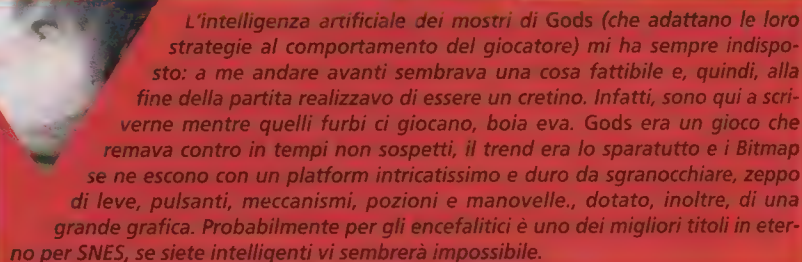 L'intelligenza artificiale dei mostri di Gods (che adattano le loro
strategie al comportamento del giocatore) mi ha sempre indispo-
sto: a me andare avanti sembrava una cosa fattibile e, quindi, alla
fine della partita realizzavo di essere un cretino. Infatti, sono qui a scri-
verne mentre quelli furbi ci giocano, boia eva. Gods era un gioco che
remava contro in tempi non sospetti, il trend era lo sparatutto e i Bitmap
se ne escono con un platform intricatissimo e duro da sgranocchiare, zeppo
di leve, pulsanti, meccanismi, pozioni e manovelle., dotato, inoltre, di una
grande grafica. Probabilmente per gli encefalitici è uno dei migliori titoli in eter-
no per SNES, se siete intelligenti vi sembrerà impossibile.